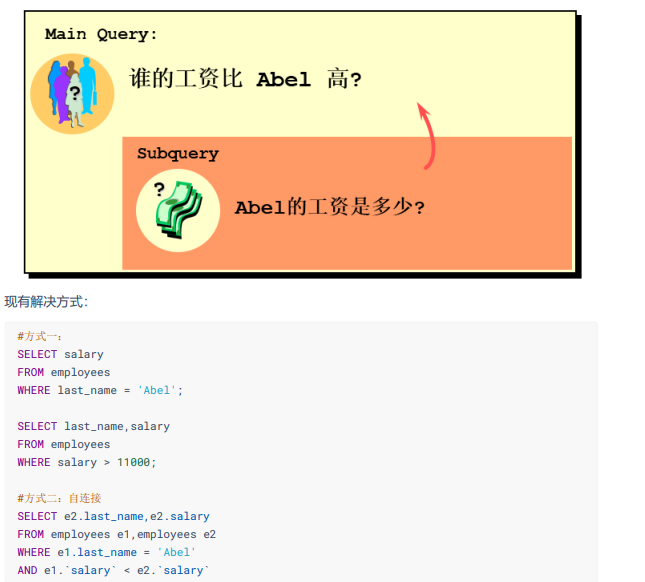 Main Query:
谁的工资比 Abel 高?
?
Subquery
?
Abel的工资是多少?
现有解决方式：
#方式一：
SELECT salary
FROM employees
WHERE last_name = 'Abel';
SELECT last_name,salary
FROM employees
WHERE salary > 11000;
#方式二：自连接
SELECT e2.last_name,e2.salary
FROM employees e1,employees e2
WHERE e1.last_name = 'Abel'
AND e1.`salary` < e2.`salary`